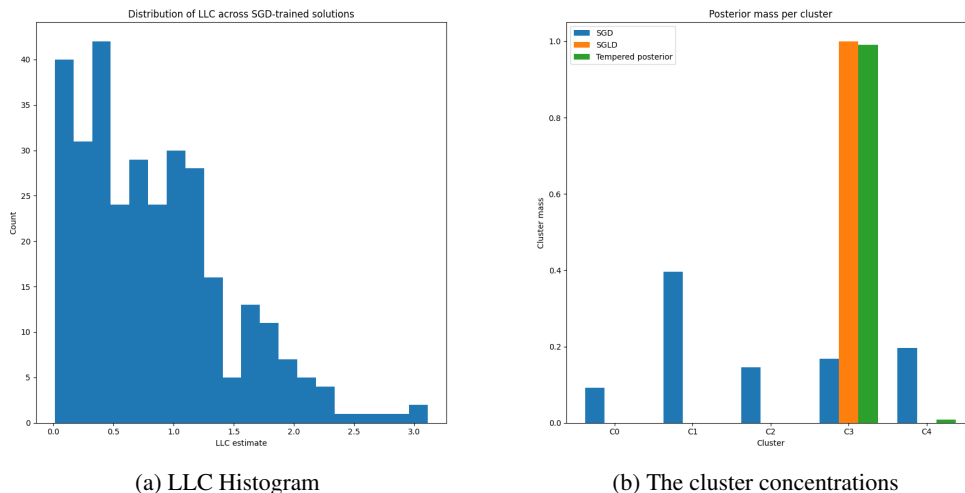 Distribution of LLC across SGD-trained solutions
Count
40
35
30
25
20
15
10
5
0
0.0 0.5 1.0 1.5 2.0 2.5 3.0
LLC estimate
(a) LLC Histogram
Posterior mass per cluster
SGD
SGLD
Tempered posterior
Cluster mass
1.0
0.8
0.6
0.4
0.2
0.0
C0 C1 C2 C3 C4
Cluster
(b) The cluster concentrations